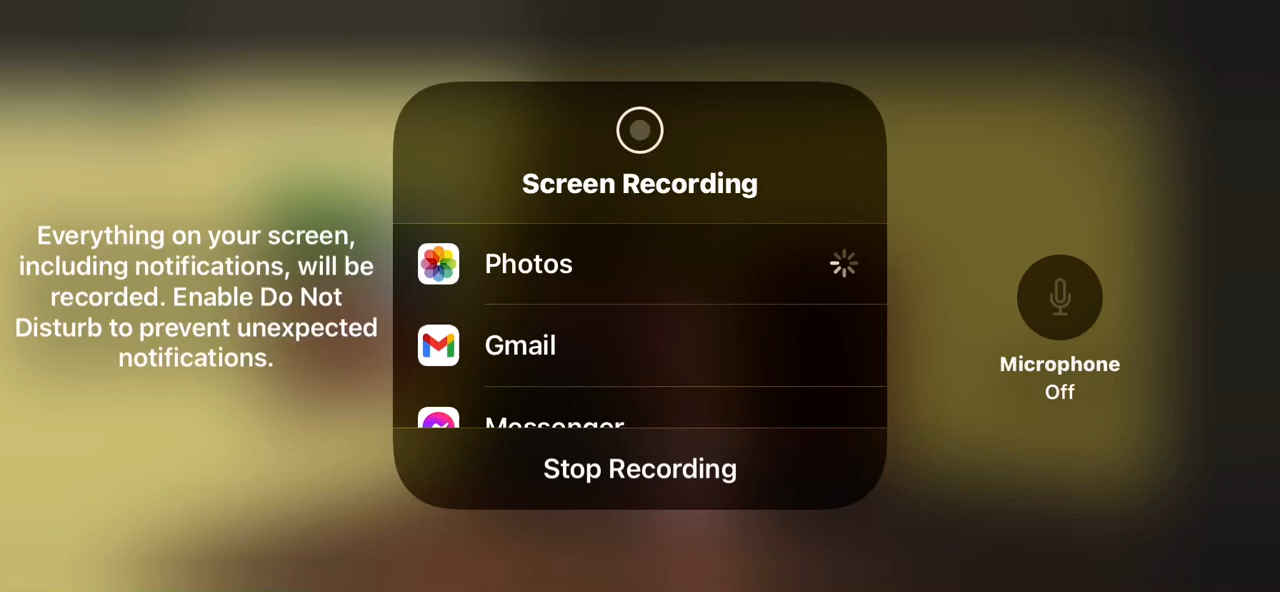 Screen Recording
Everything on your screen,
including notifications, will be
recorded. Enable Do Not
Disturb to prevent unexpected
notifications.
Photos
Gmail
Messenger
Stop Recording
Microphone
Off